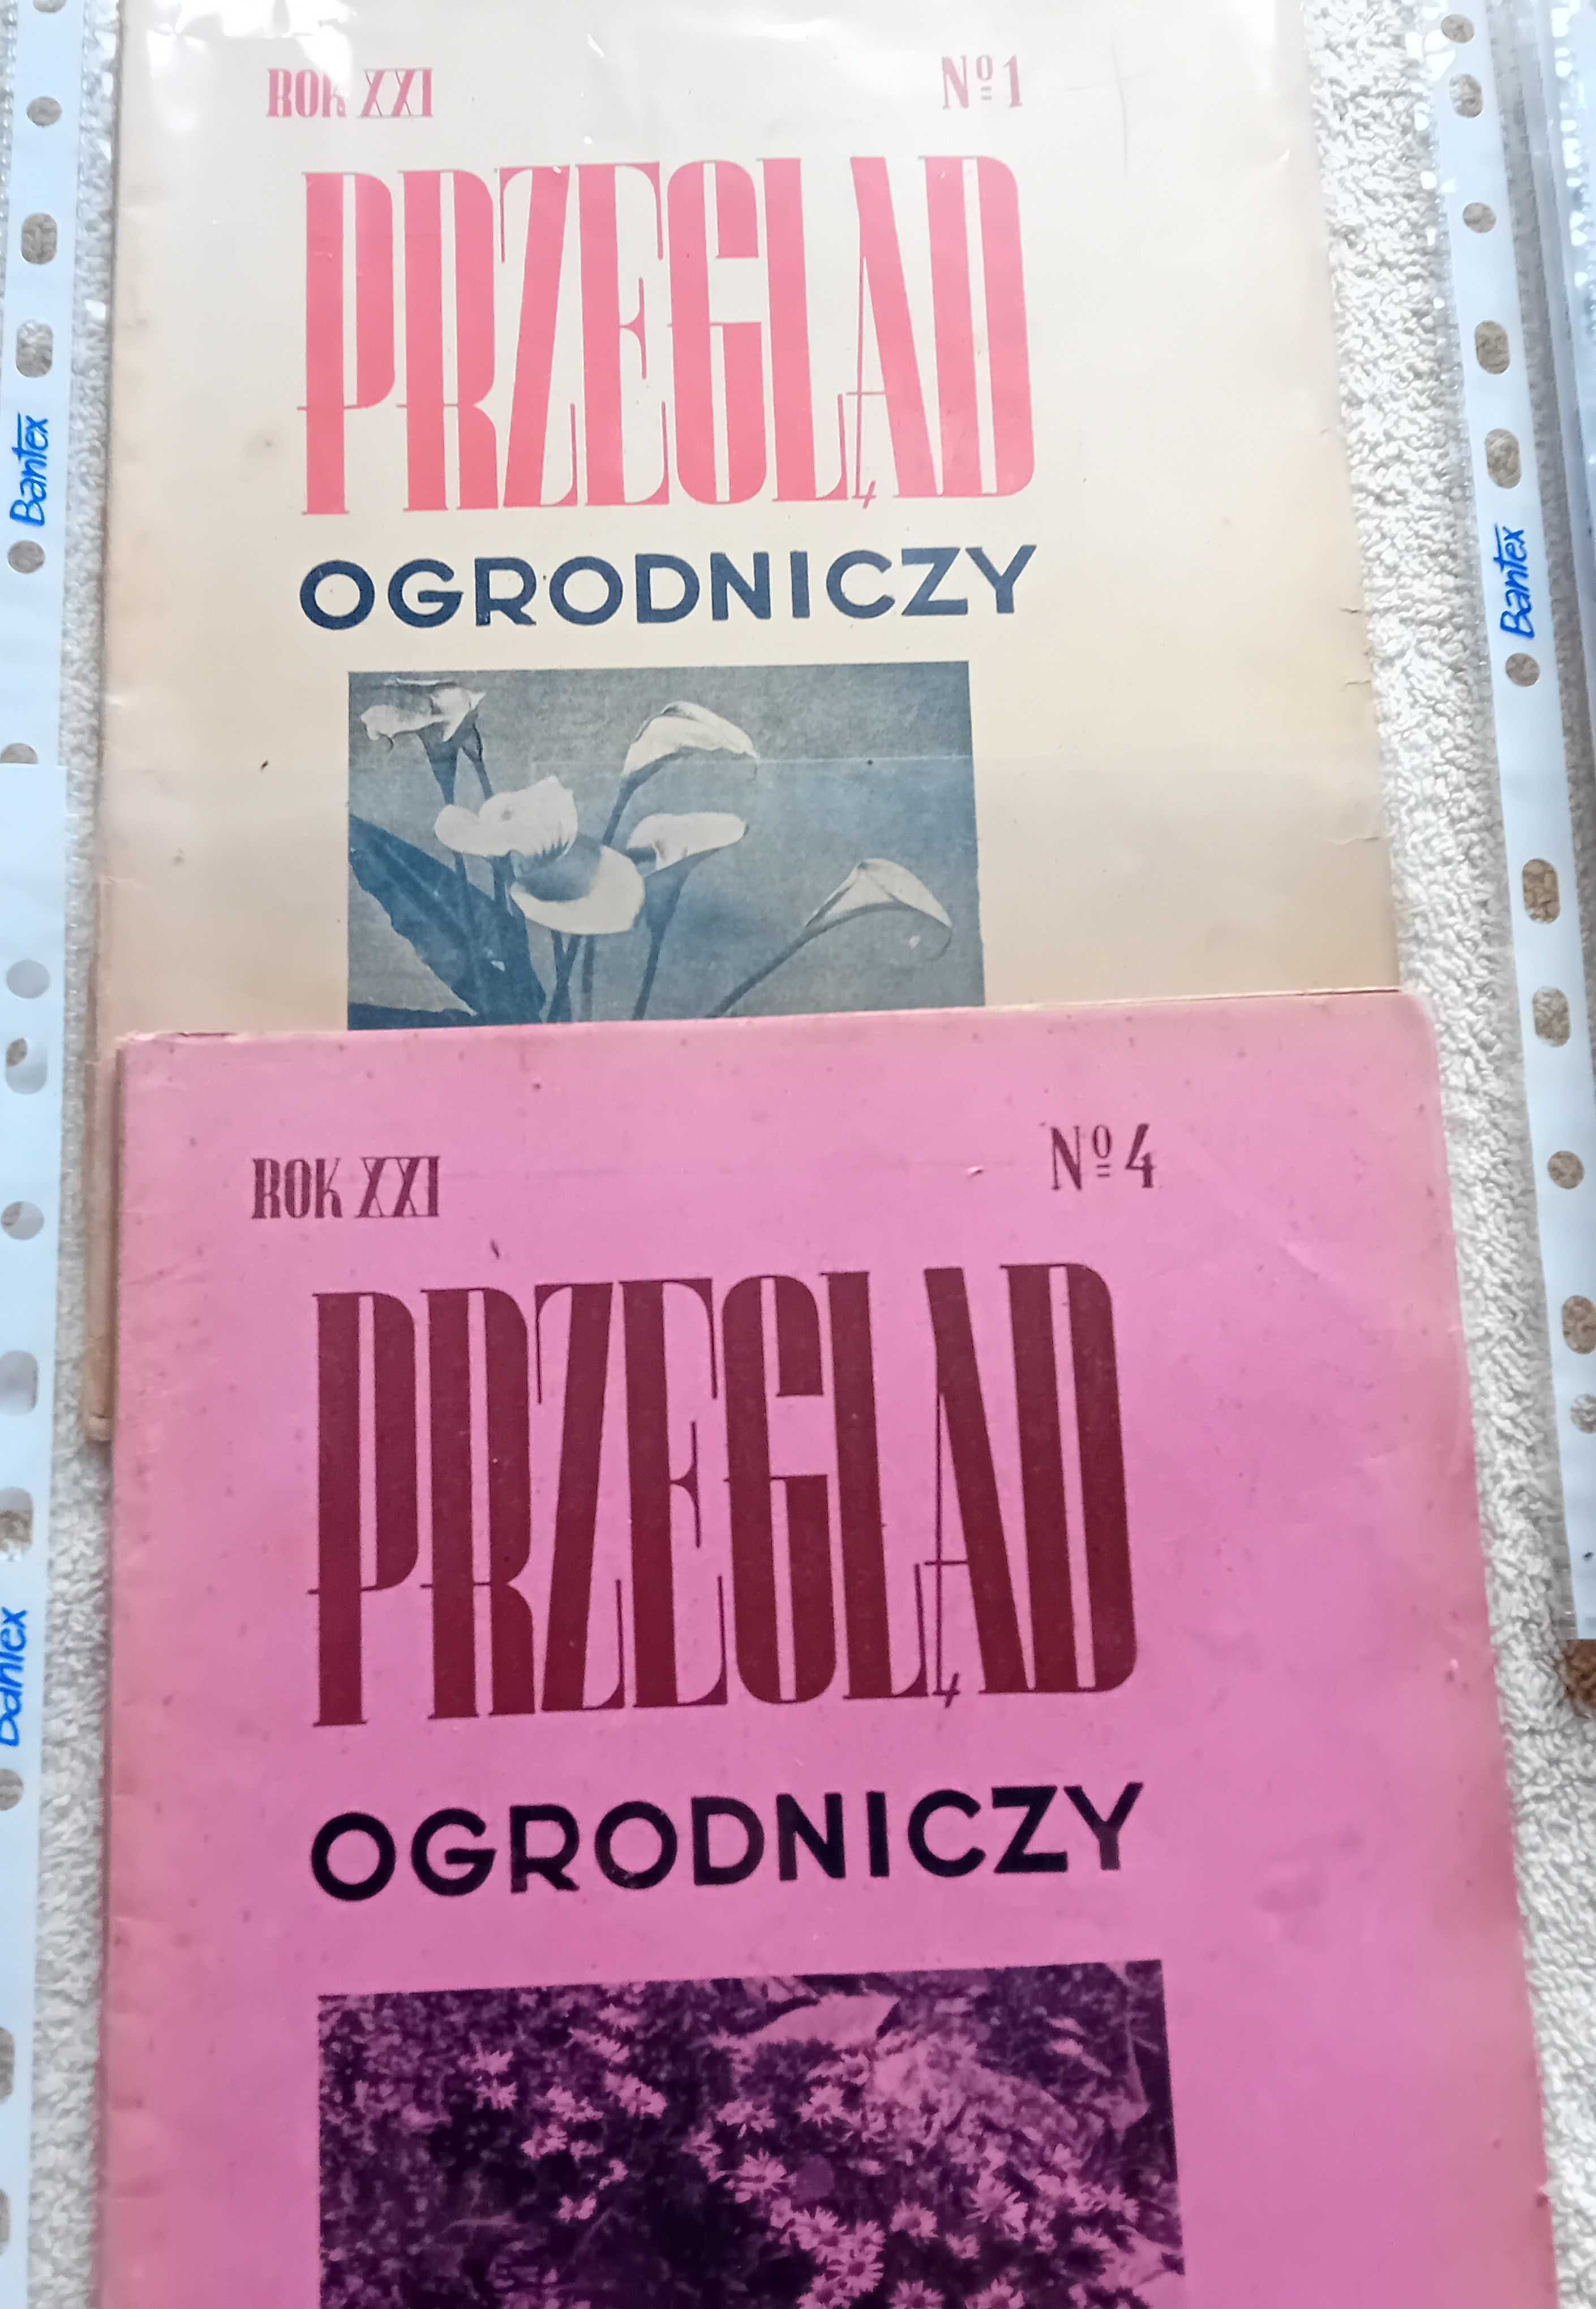 ROK XXI Nº 1
PRZEGLĄD
OGRODNICZY
ROK XXI Nº 4
PRZEGLĄD
OGRODNICZY
Bantex
Bantex
Bantex